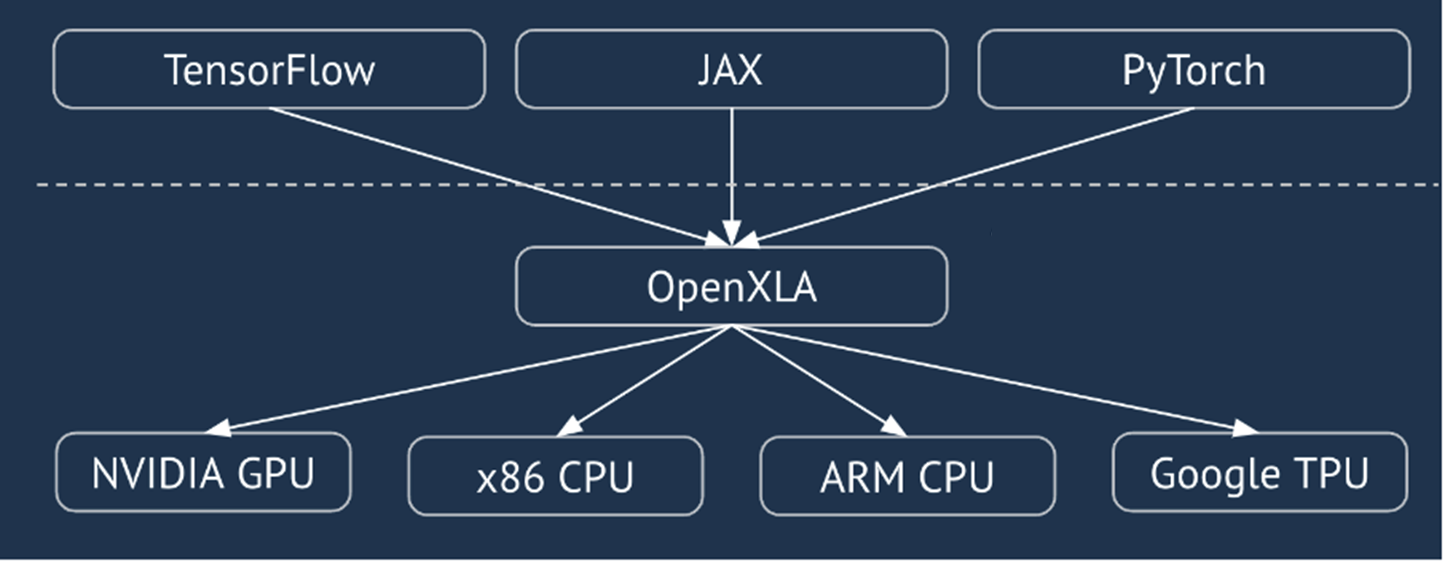 TensorFlow
JAX
PyTorch
OpenXLA
NVIDIA GPU
x86 CPU
ARM CPU
Google TPU